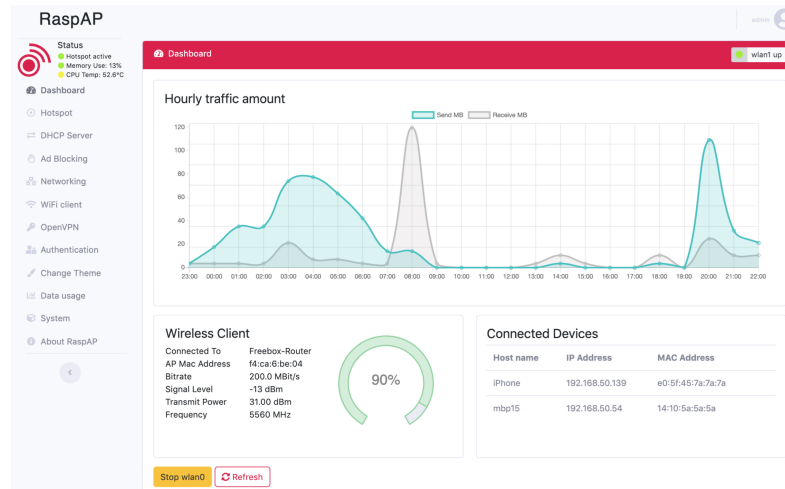 RaspAP
admin
Status
Hotspot active
Memory Use: 13%
CPU Temp: 52.6°C
Dashboard
Hotspot
DHCP Server
Ad Blocking
Networking
WiFi client
OpenVPN
Authentication
Change Theme
Data usage
System
About RaspAP
Dashboard
wlan1 up
Hourly traffic amount
Send MB Receive MB
120
100
80
60
40
20
0
23:00 00:00 01:00 02:00 03:00 04:00 05:00 06:00 07:00 08:00 09:00 10:00 11:00 12:00 13:00 14:00 15:00 16:00 17:00 18:00 19:00 20:00 21:00 22:00
Wireless Client
Connected To Freebox-Router
AP Mac Address f4:ca:6:be:04
Bitrate 200.0 MBit/s
Signal Level -13 dBm
Transmit Power 31.00 dBm
Frequency 5560 MHz
90%
Connected Devices
Host name IP Address MAC Address
iPhone 192.168.50.139 e0:5f:45:7a:7a:7a
mbp15 192.168.50.54 14:10:5a:5a:5a
Stop wlan0 Refresh